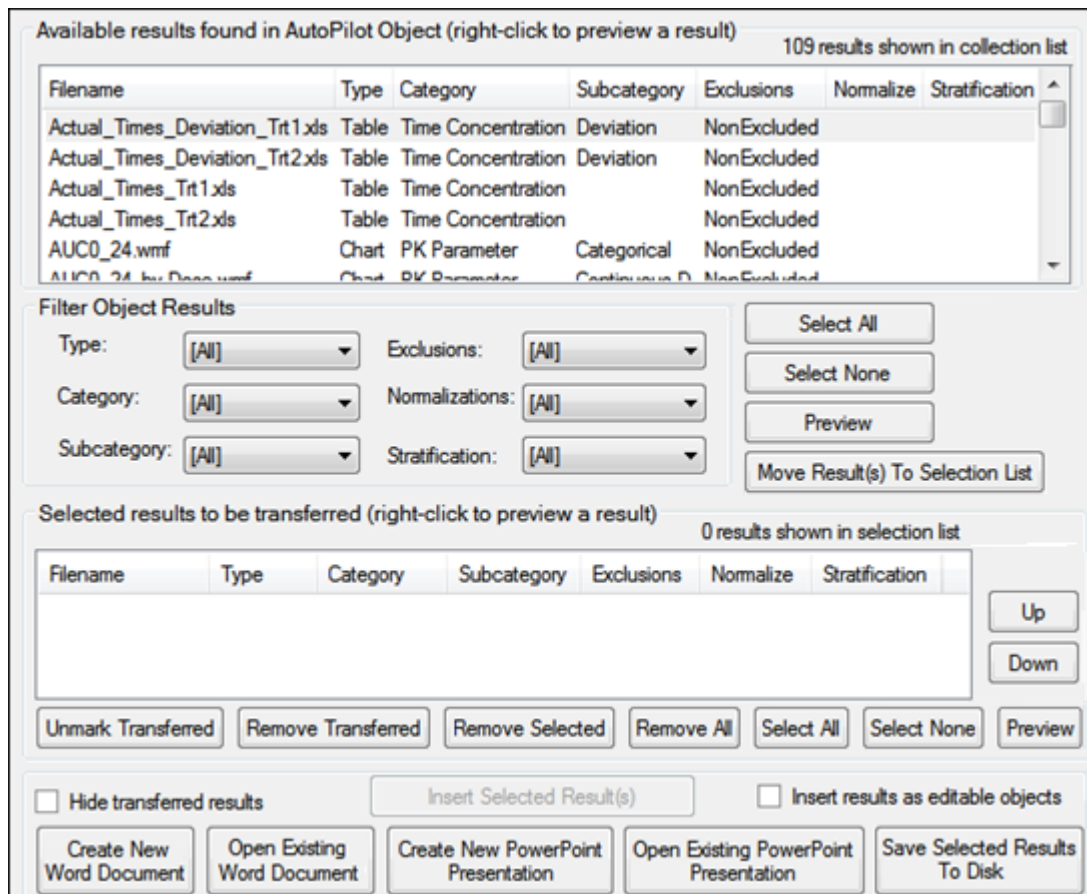 Available results found in AutoPilot Object (right-click to preview a result)
109 results shown in collection list
Filename Type Category Subcategory Exclusions Normalize Stratification
Actual_Times_Deviation_Trt1.xls Table Time Concentration Deviation NonExcluded
Actual_Times_Deviation_Trt2.xls Table Time Concentration Deviation NonExcluded
Actual_Times_Trt1.xls Table Time Concentration NonExcluded
Actual_Times_Trt2.xls Table Time Concentration NonExcluded
AUC0_24.wmf Chart PK Parameter Categorical NonExcluded
AUC0_24_by_Dose.wmf Chart PK Parameter Continuous D NonExcluded
Filter Object Results
Type: [All] Exclusions: [All]
Category: [All] Normalizations: [All]
Subcategory: [All] Stratification: [All]
Select All
Select None
Preview
Move Result(s) To Selection List
Selected results to be transferred (right-click to preview a result)
0 results shown in selection list
Filename Type Category Subcategory Exclusions Normalize Stratification
Up
Down
Unmark Transferred Remove Transferred Remove Selected Remove All Select All Select None Preview
Hide transferred results Insert Selected Result(s) Insert results as editable objects
Create New Word Document
Open Existing Word Document
Create New PowerPoint Presentation
Open Existing PowerPoint Presentation
Save Selected Results To Disk